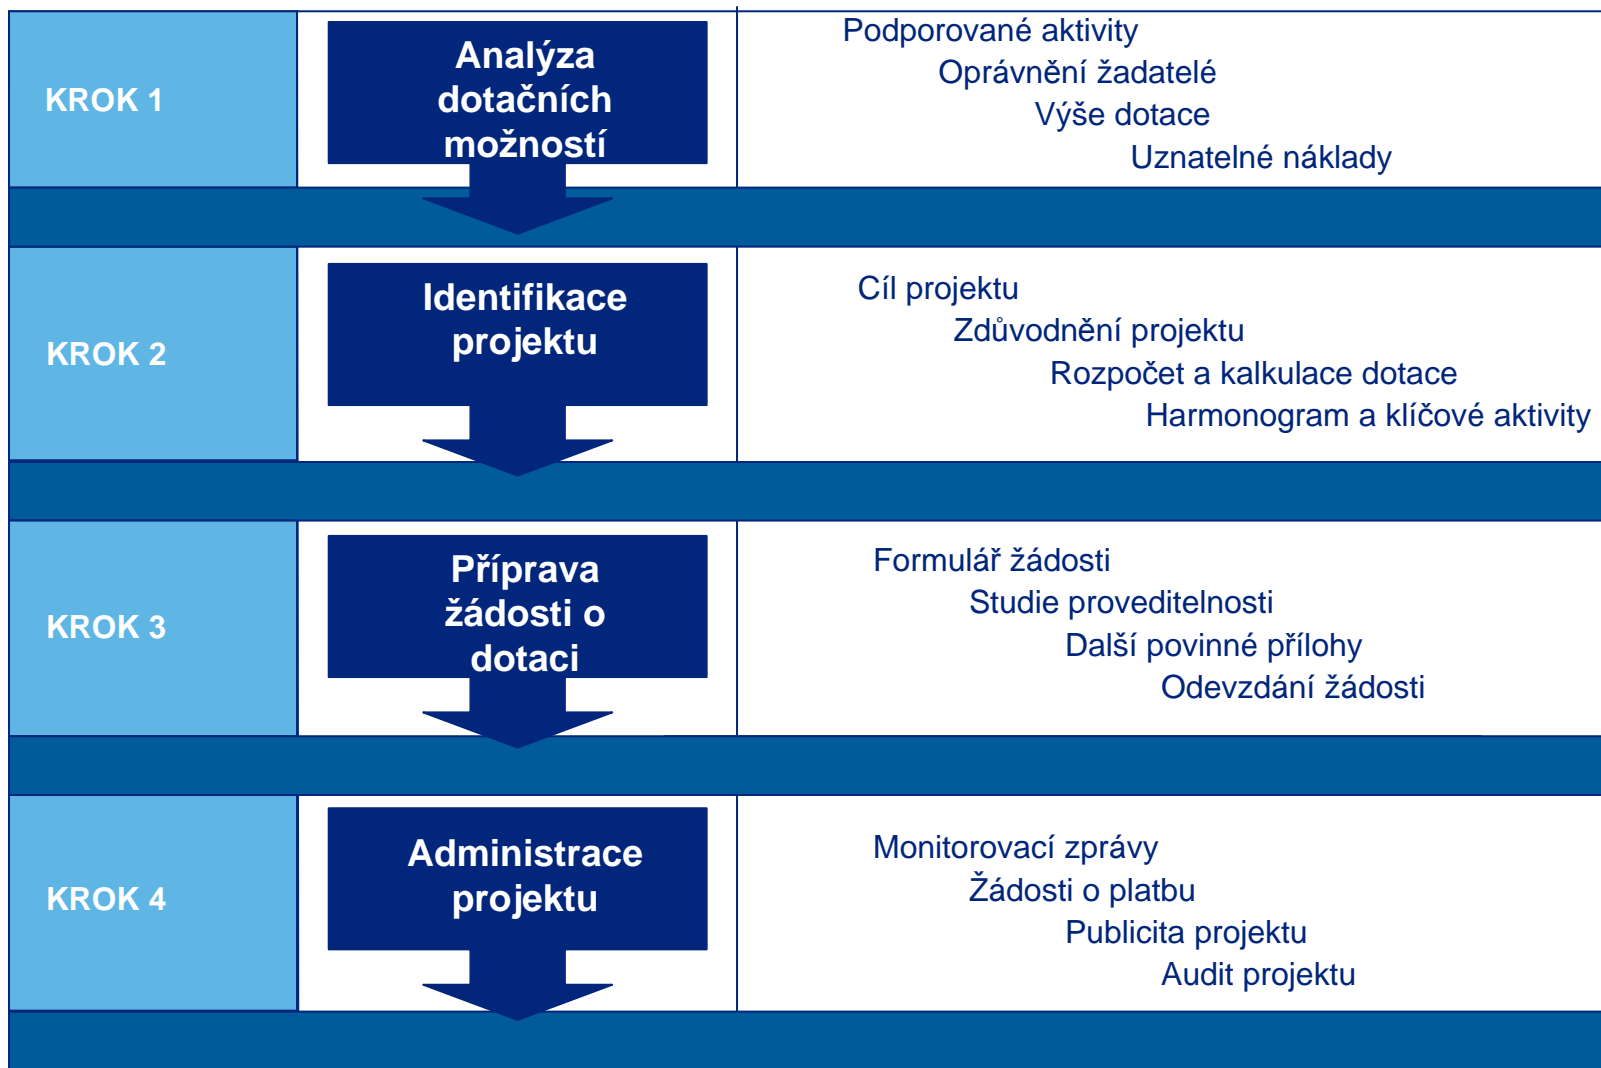 KROK 1
Analýza
dotačních
možností
Podporované aktivity
Oprávnění žadatelé
Výše dotace
Uznatelné náklady
KROK 2
Identifikace
projektu
Cíl projektu
Zdůvodnění projektu
Rozpočet a kalkulace dotace
Harmonogram a klíčové aktivity
KROK 3
Příprava
žádosti o
dotaci
Formulář žádosti
Studie proveditelnosti
Další povinné přílohy
Odevzdání žádosti
KROK 4
Administrace
projektu
Monitorovací zprávy
Žádosti o platbu
Publicita projektu
Audit projektu